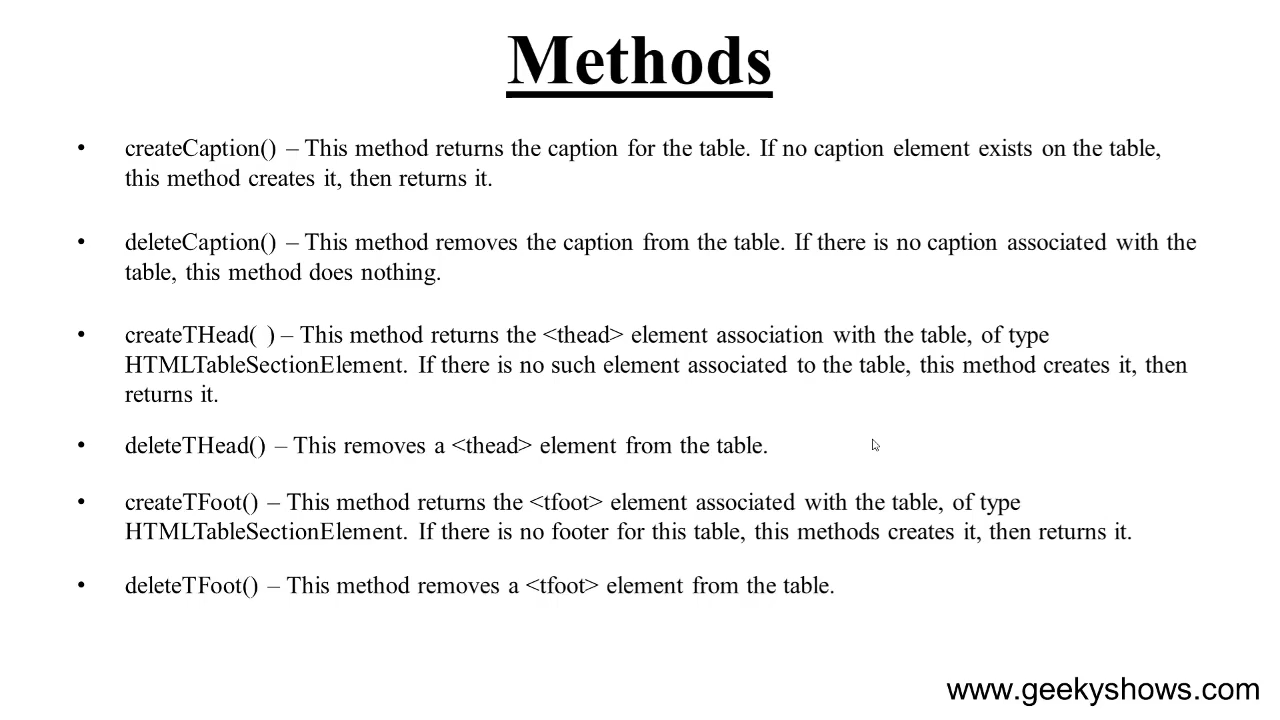 Methods
• createCaption() – This method returns the caption for the table. If no caption element exists on the table,
this method creates it, then returns it.
• deleteCaption() – This method removes the caption from the table. If there is no caption associated with the
table, this method does nothing.
• createTHead( ) – This method returns the <thead> element association with the table, of type
HTMLTableSectionElement. If there is no such element associated to the table, this method creates it, then
returns it.
• deleteTHead() – This removes a <thead> element from the table.
• createTFoot() – This method returns the <tfoot> element associated with the table, of type
HTMLTableSectionElement. If there is no footer for this table, this methods creates it, then returns it.
• deleteTFoot() – This method removes a <tfoot> element from the table.
www.geekyshows.com